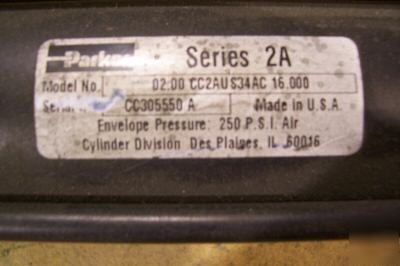 Parker Series 2A
Model No. 02.00 CC2AUS34AC 16.000
Serial CC305550 A Made in U.S.A.
Envelope Pressure: 250 P.S.I. Air
Cylinder Division Des Plaines, IL 60016